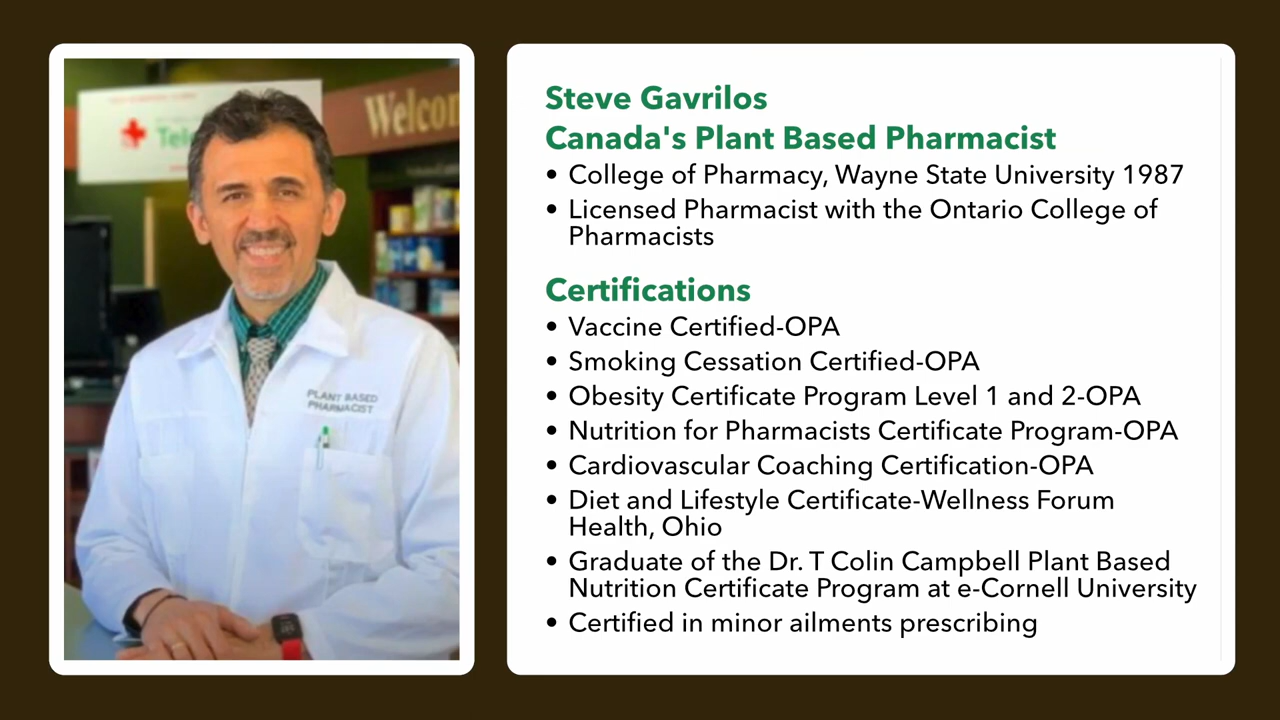 Welcom
Tele
PLANT BASED
PHARMACIST
Steve Gavrilos
Canada's Plant Based Pharmacist
• College of Pharmacy, Wayne State University 1987
• Licensed Pharmacist with the Ontario College of
Pharmacists
Certifications
• Vaccine Certified-OPA
• Smoking Cessation Certified-OPA
• Obesity Certificate Program Level 1 and 2-OPA
• Nutrition for Pharmacists Certificate Program-OPA
• Cardiovascular Coaching Certification-OPA
• Diet and Lifestyle Certificate-Wellness Forum
Health, Ohio
• Graduate of the Dr. T Colin Campbell Plant Based
Nutrition Certificate Program at e-Cornell University
• Certified in minor ailments prescribing